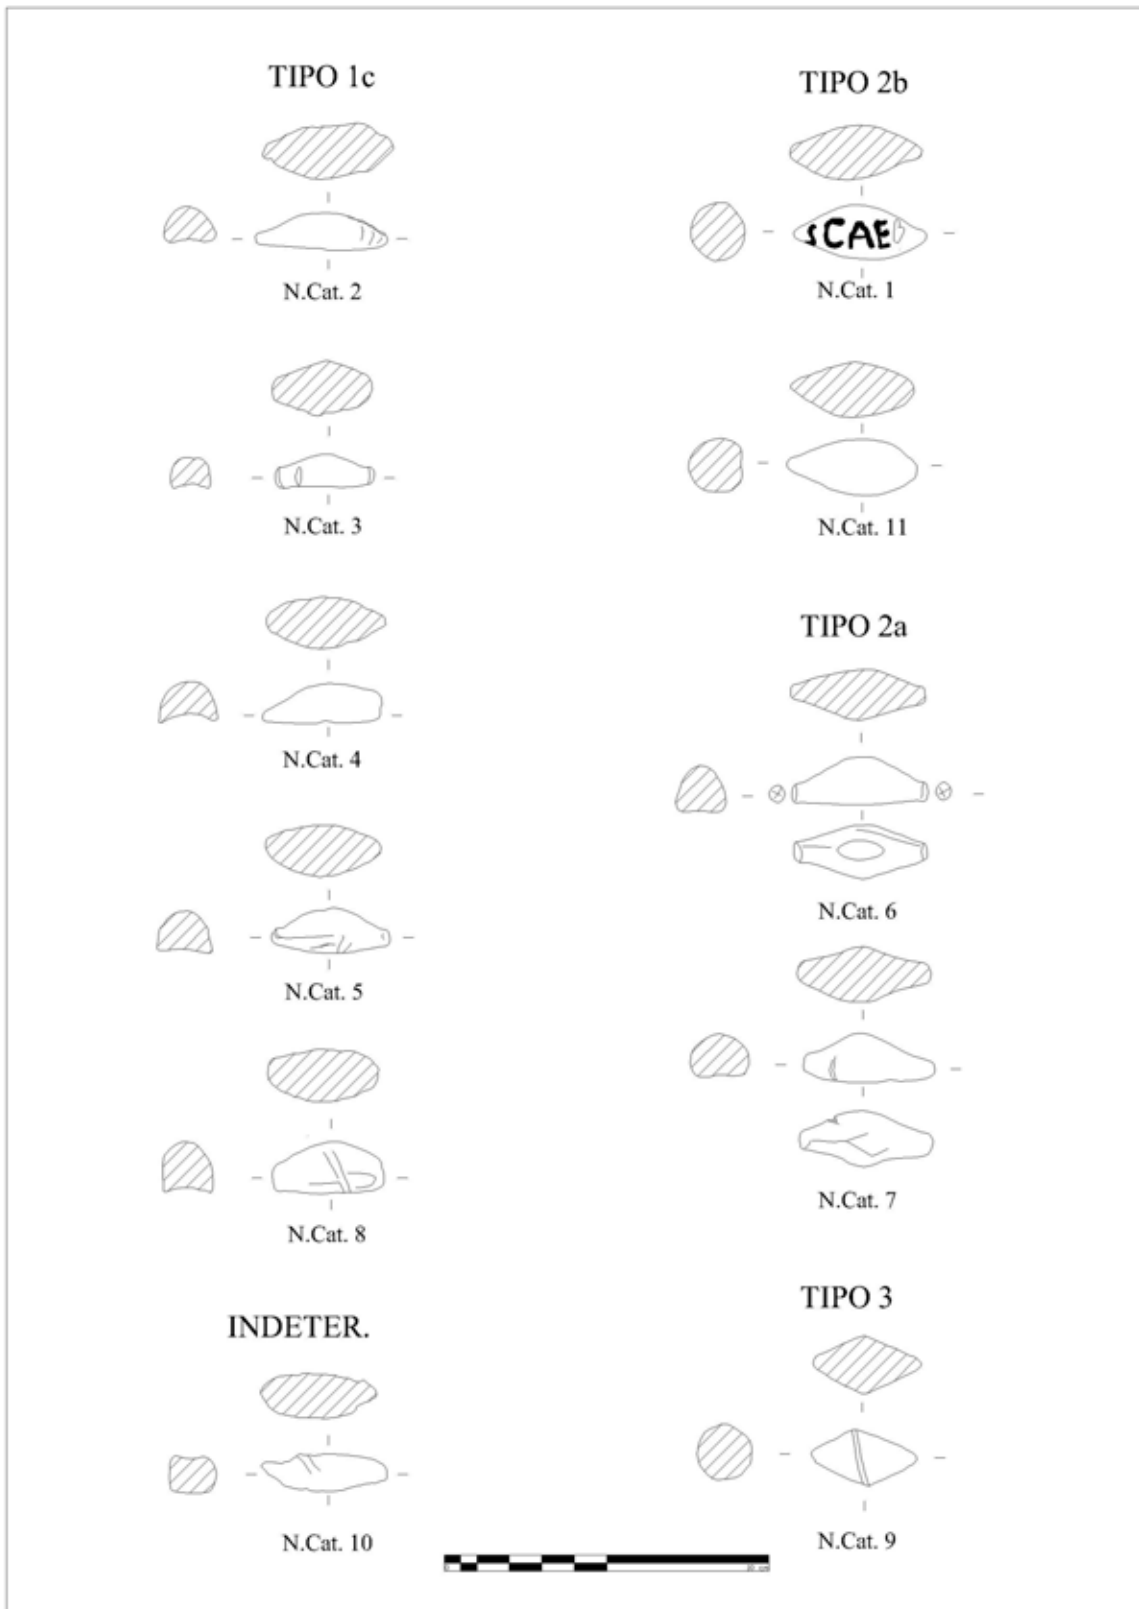 TIPO 1c
N.Cat. 2
N.Cat. 3
N.Cat. 4
N.Cat. 5
N.Cat. 8
INDETER.
N.Cat. 10
TIPO 2b
SCAE
N.Cat. 1
N.Cat. 11
TIPO 2a
N.Cat. 6
N.Cat. 7
TIPO 3
N.Cat. 9